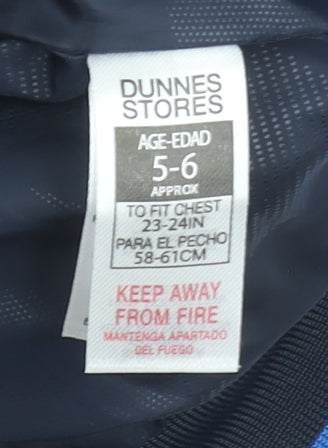 DUNNES
STORES
AGE-EDAD
5-6
APPROX
TO FIT CHEST
23-24IN
PARA EL PECHO
58-61CM
KEEP AWAY
FROM FIRE
MANTENGA APARTADO
DEL FUEGO